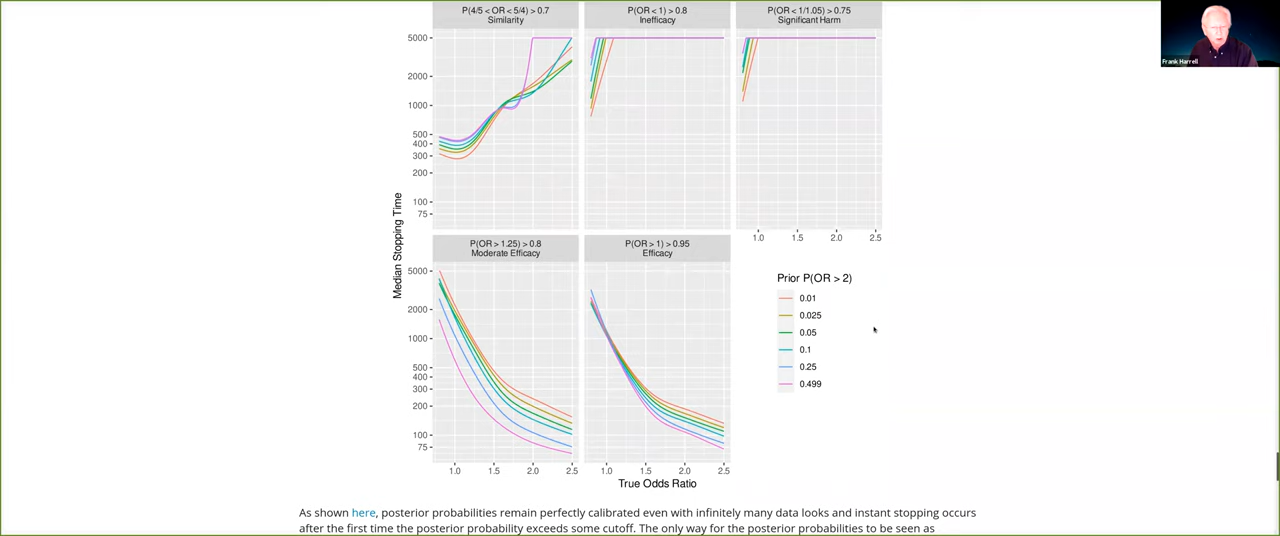 P(4/5 < OR < 5/4) > 0.7
Similarity
P(OR < 1) > 0.8
Inefficacy
P(OR < 1/1.05) > 0.75
Significant Harm
5000
2000
1000
500
400
300
200
100
75
1.0 1.5 2.0 2.5
Median Stopping Time
P(OR > 1.25) > 0.8
Moderate Efficacy
P(OR > 1) > 0.95
Efficacy
5000
2000
1000
500
400
300
200
100
75
1.0 1.5 2.0 2.5
1.0 1.5 2.0 2.5
True Odds Ratio
Prior P(OR > 2)
0.01
0.025
0.05
0.1
0.25
0.499
As shown here, posterior probabilities remain perfectly calibrated even with infinitely many data looks and instant stopping occurs
after the first time the posterior probability exceeds some cutoff. The only way for the posterior probabilities to be seen as
Frank Harrell